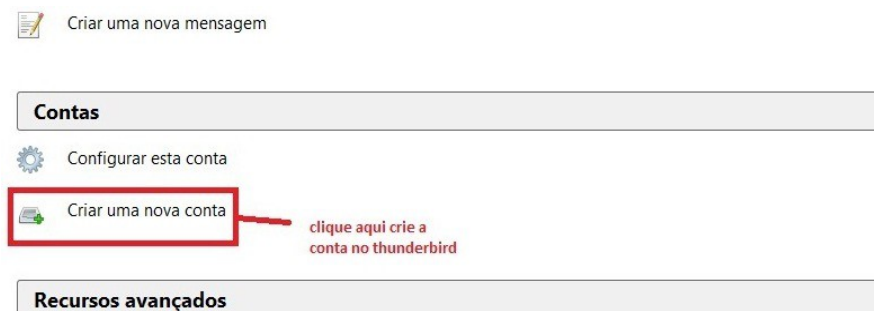 Criar uma nova mensagem
Contas
Configurar esta conta
Criar uma nova conta
clique aqui crie a
conta no thunderbird
Recursos avançados